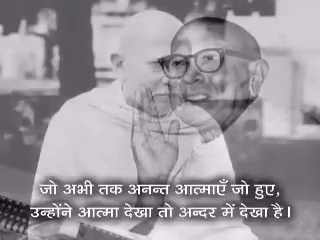 जो अभी तक अनन्त आत्माएँ जो हुए,
उन्होंने आत्मा देखा तो अन्दर में देखा है।